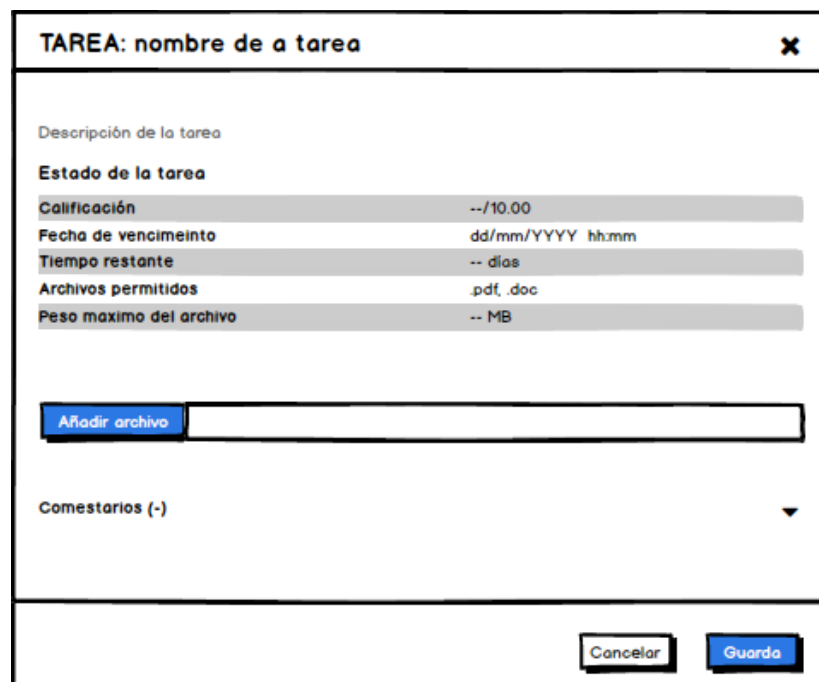 TAREA: nombre de a tarea
Descripción de la tarea
Estado de la tarea
Calificación --/10.00
Fecha de vencimeinto dd/mm/YYYY hh:mm
Tiempo restante -- días
Archivos permitidos .pdf, .doc
Peso maximo del archivo -- MB
Añadir archivo
Comestarios (-)
Cancelar Guarda